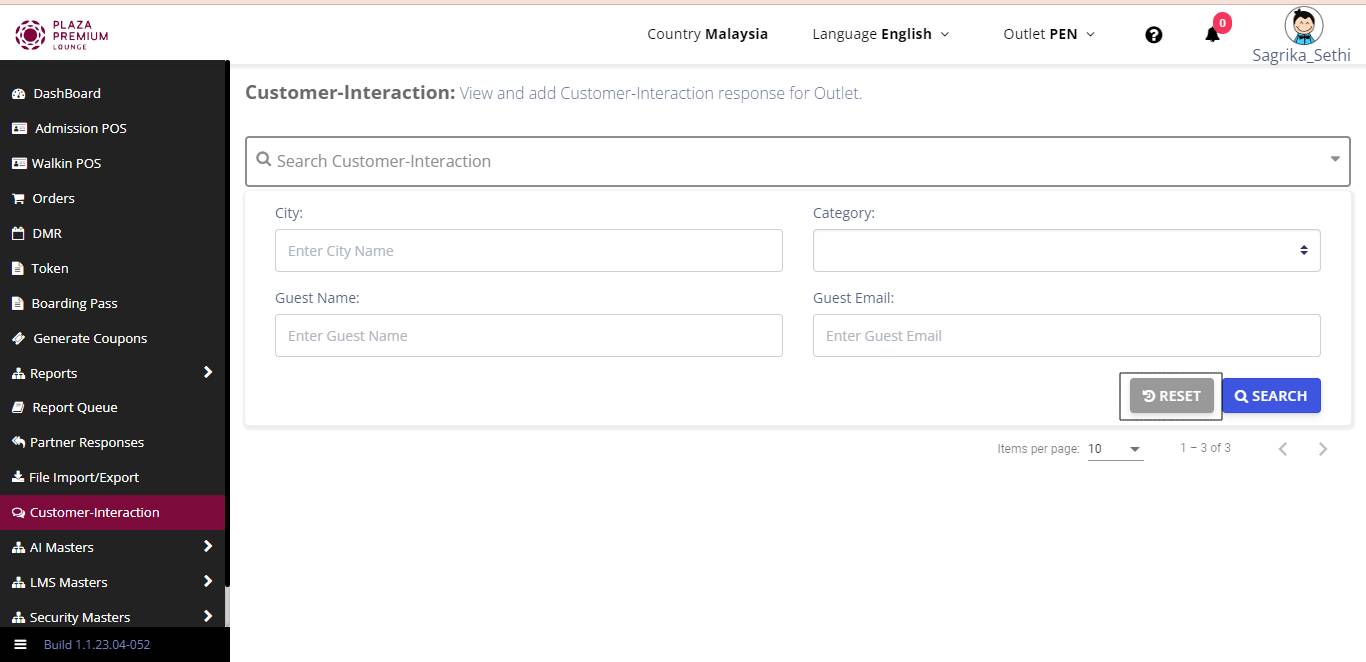 PLAZA
PREMIUM
LOUNGE
Country Malaysia
Language English
Outlet PEN
0
Sagrika_Sethi
DashBoard
Admission POS
Walkin POS
Orders
DMR
Token
Boarding Pass
Generate Coupons
Reports
Report Queue
Partner Responses
File Import/Export
Customer-Interaction
AI Masters
LMS Masters
Security Masters
Build 1.1.23.04-052
Customer-Interaction: View and add Customer-Interaction response for Outlet.
Search Customer-Interaction
City:
Category:
Enter City Name
Guest Name:
Guest Email:
Enter Guest Name
Enter Guest Email
RESET
SEARCH
Items per page: 10
1 – 3 of 3